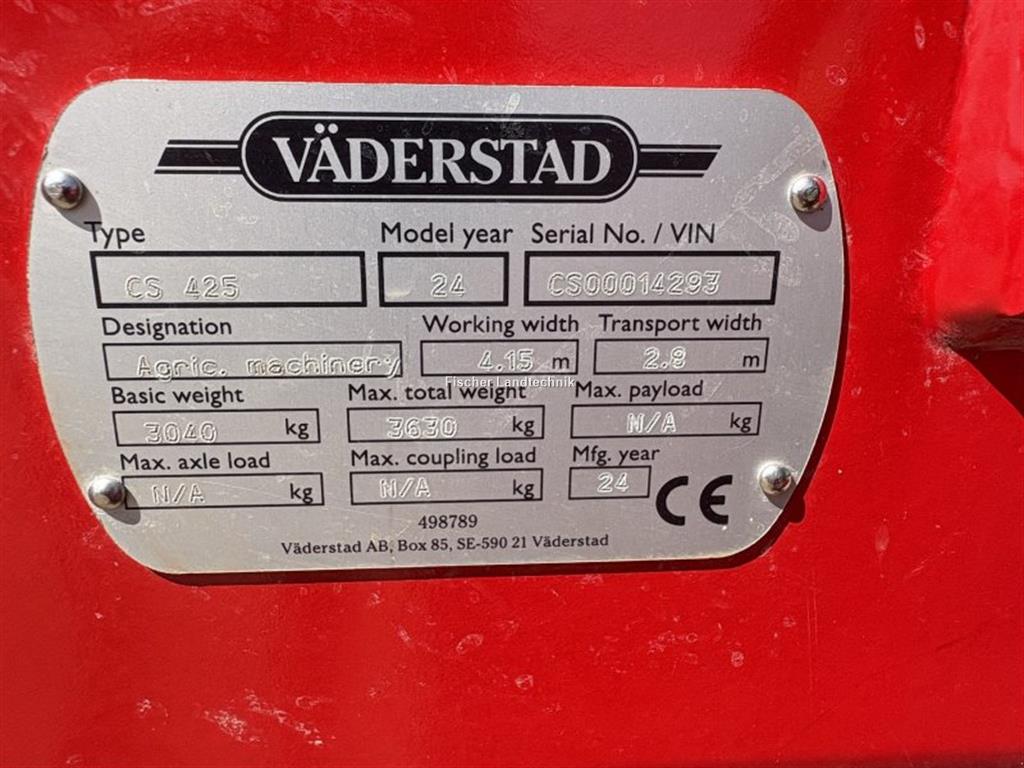 VÄDERSTAD
Type Model year Serial No. / VIN
CS 425 24 CS00014293
Designation Working width Transport width
Agric. machinery 4.15 m 2.8 m
Fischer Landtechnik
Basic weight Max. total weight Max. payload
3040 kg 3630 kg N/A kg
Max. axle load Max. coupling load Mfg. year
N/A kg N/A kg 24 CE
498789
Väderstad AB, Box 85, SE-590 21 Väderstad